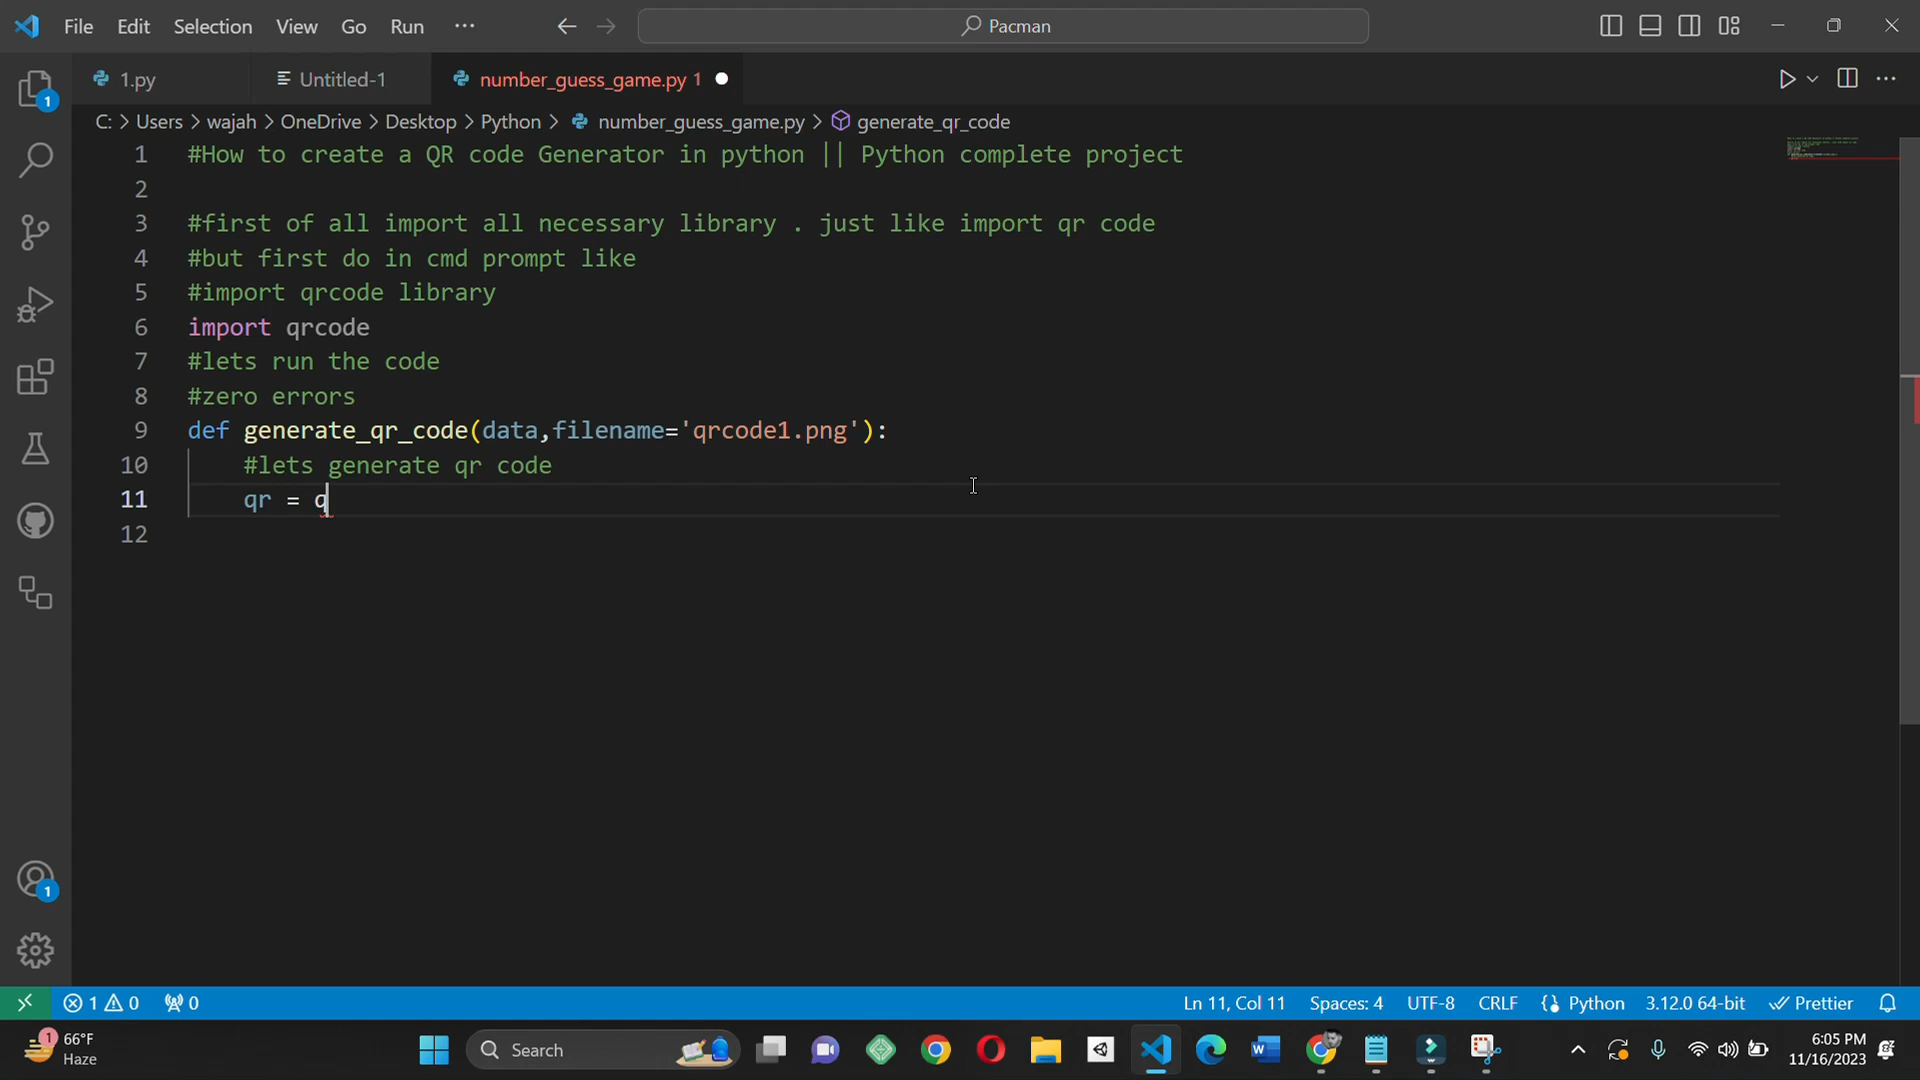 File Edit Selection View Go Run ··· Pacman
1.py Untitled-1 number_guess_game.py 1
C: > Users > wajah > OneDrive > Desktop > Python > number_guess_game.py > generate_qr_code
1 #How to create a QR code Generator in python || Python complete project
2
3 #first of all import all necessary library . just like import qr code
4 #but first do in cmd prompt like
5 #import qrcode library
6 import qrcode
7 #lets run the code
8 #zero errors
9 def generate_qr_code(data,filename='qrcode1.png'):
10 #lets generate qr code
11 qr = q
12
1
1
1 0 0 Ln 11, Col 11 Spaces: 4 UTF-8 CRLF Python 3.12.0 64-bit Prettier
1 66°F Search 6:05 PM
Haze 11/16/2023